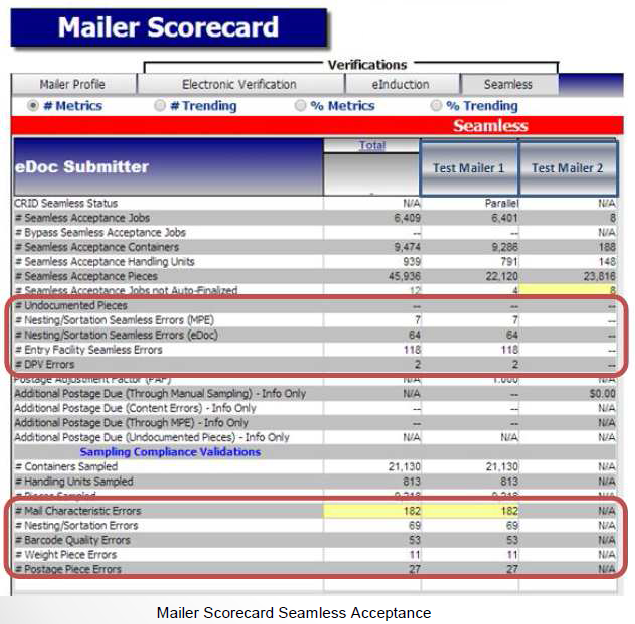 Mailer Scorecard
Verifications
Mailer Profile Electronic Verification eInduction Seamless
# Metrics # Trending % Metrics % Trending
Seamless
eDoc Submitter Total Test Mailer 1 Test Mailer 2
CRID Seamless Status N/A Parallel N/A
# Seamless Acceptance Jobs 6,409 6,401 8
# Bypass Seamless Acceptance Jobs -- -- N/A
# Seamless Acceptance Containers 9,474 9,286 188
# Seamless Acceptance Handling Units 939 791 148
# Seamless Acceptance Pieces 45,936 22,120 23,816
# Seamless Acceptance Jobs not Auto-Finalized 12 4 8
# Undocumented Pieces -- -- --
# Nesting/Sortation Seamless Errors (MPE) 7 7 --
# Nesting/Sortation Seamless Errors (eDoc) 64 64 --
# Entry Facility Seamless Errors 118 118 --
# DPV Errors 2 2 --
Postage Adjustment Factor (PAF) N/A 1.000 N/A
Additional Postage Due (Through Manual Sampling) - Info Only N/A -- $0.00
Additional Postage Due (Content Errors) - Info Only -- -- N/A
Additional Postage Due (Through MPE) - Info Only -- -- N/A
Additional Postage Due (Undocumented Pieces) - Info Only N/A N/A N/A
Sampling Compliance Validations
# Containers Sampled 21,130 21,130 N/A
# Handling Units Sampled 813 813 N/A
# Pieces Sampled 9,218 9,218 N/A
# Mail Characteristic Errors 182 182 N/A
# Nesting/Sortation Errors 69 69 N/A
# Barcode Quality Errors 53 53 N/A
# Weight Piece Errors 11 11 N/A
# Postage Piece Errors 27 27 N/A
Mailer Scorecard Seamless Acceptance